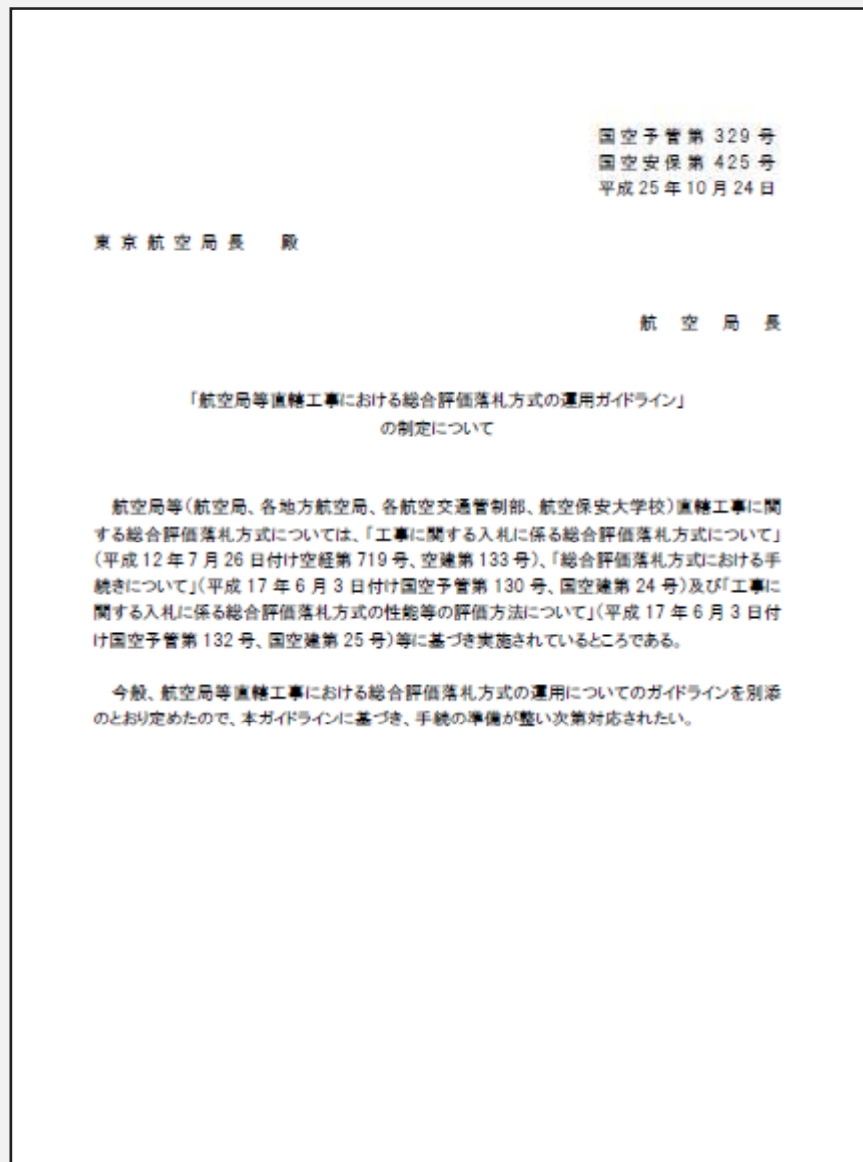 国空予管第 329 号
国空安保第 425 号
平成 25 年 10 月 24 日
東京航空局長　殿
航空局長
「航空局等直轄工事における総合評価落札方式の運用ガイドライン」
の制定について
航空局等(航空局、各地方航空局、各航空交通管制部、航空保安大学校)直轄工事に関
する総合評価落札方式については、「工事に関する入札に係る総合評価落札方式について」
(平成 12 年 7 月 26 日付け空経第 719 号、空建第 133 号)、「総合評価落札方式における手
続きについて」(平成 17 年 6 月 3 日付け国空予管第 130 号、国空建第 24 号)及び「工事に
関する入札に係る総合評価落札方式の性能等の評価方法について」(平成 17 年 6 月 3 日付
け国空予管第 132 号、国空建第 25 号)等に基づき実施されているところである。
今般、航空局等直轄工事における総合評価落札方式の運用についてのガイドラインを別添
のとおり定めたので、本ガイドラインに基づき、手続の準備が整い次第対応されたい。